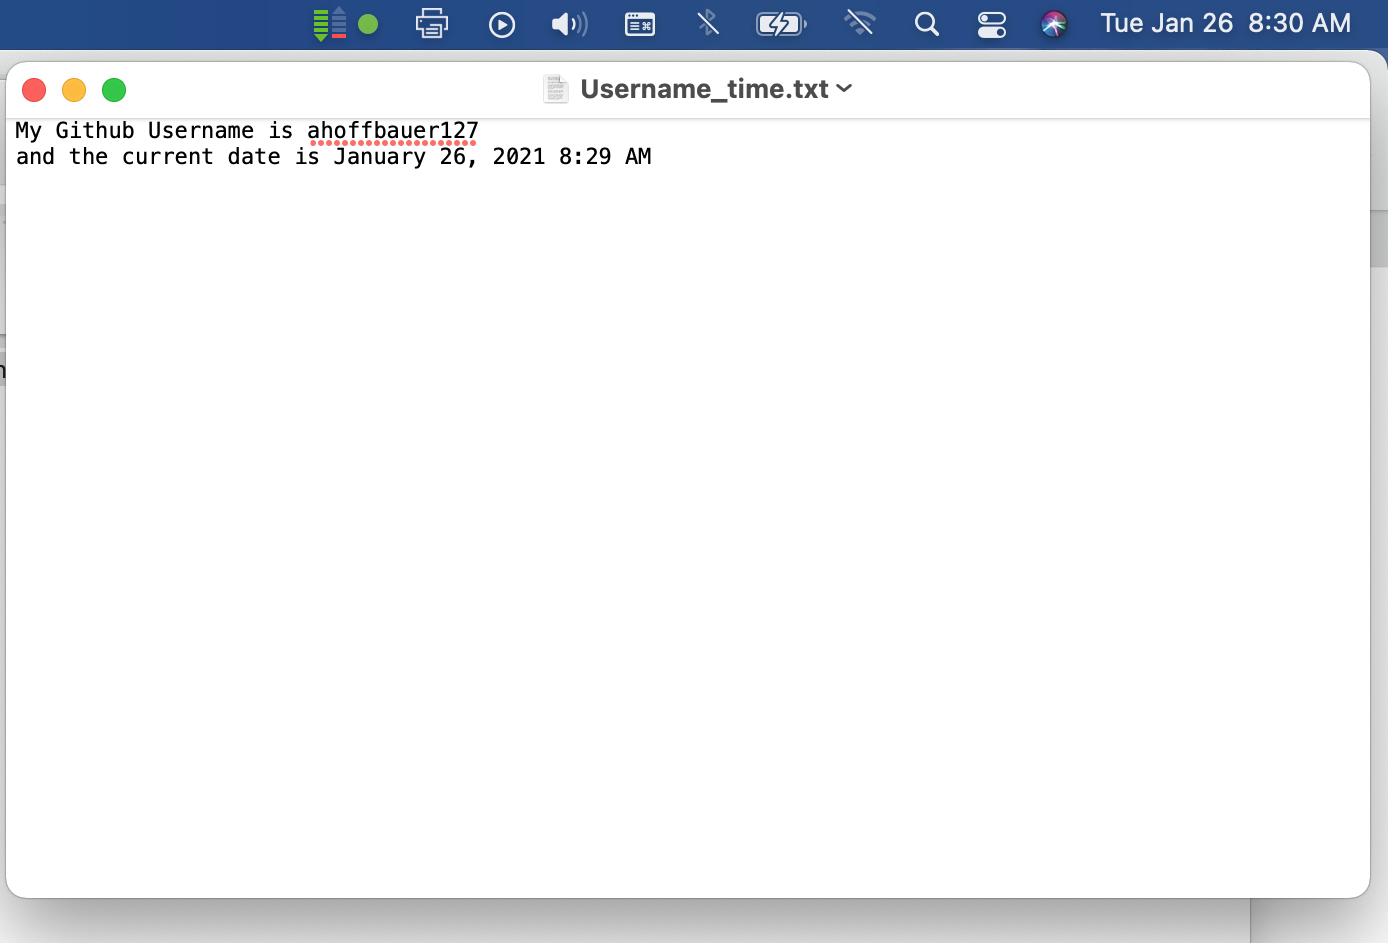 Tue Jan 26 8:30 AM
Username_time.txt
My Github Username is ahoffbauer127
and the current date is January 26, 2021 8:29 AM